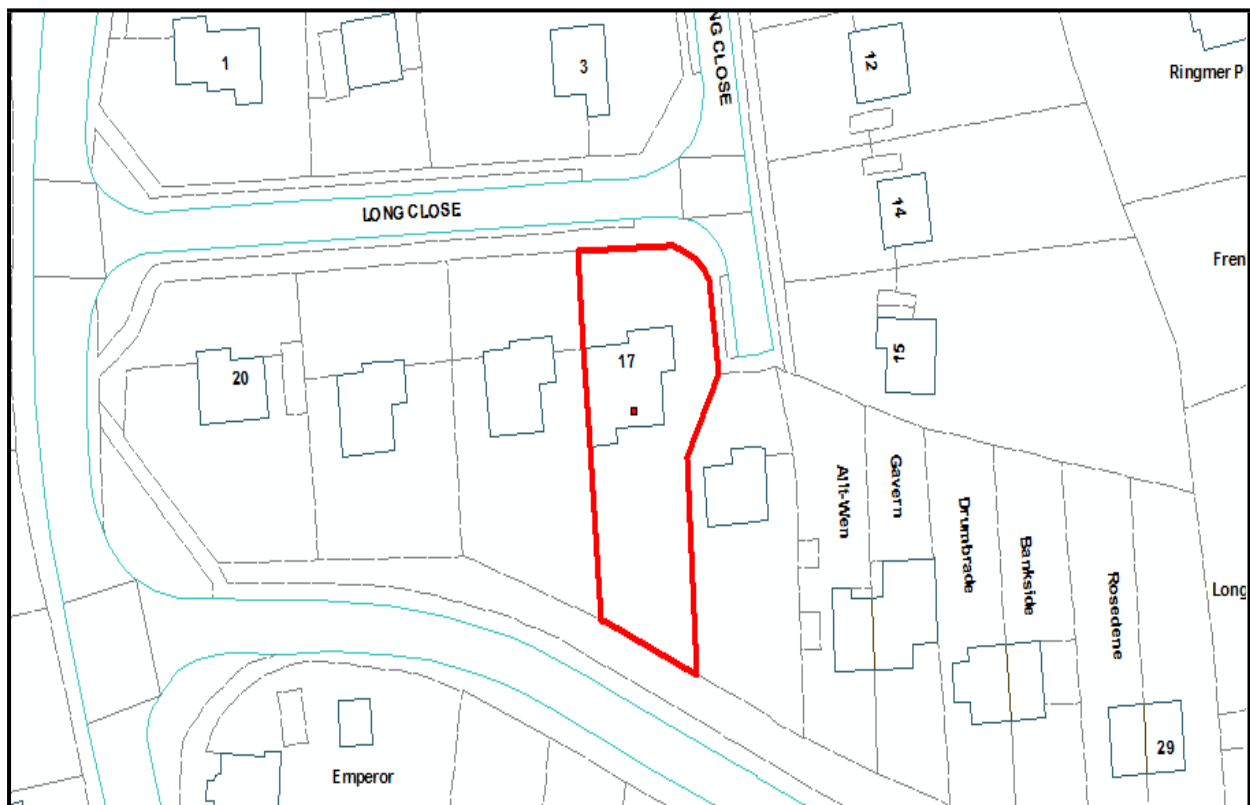 1
3
NG CLOSE
12
Ringmer P
LONG CLOSE
14
Fren
15
17
20
Allt-Wen
Gavern
Drumbrade
Bankside
Rosedene
Long
29
Emperor